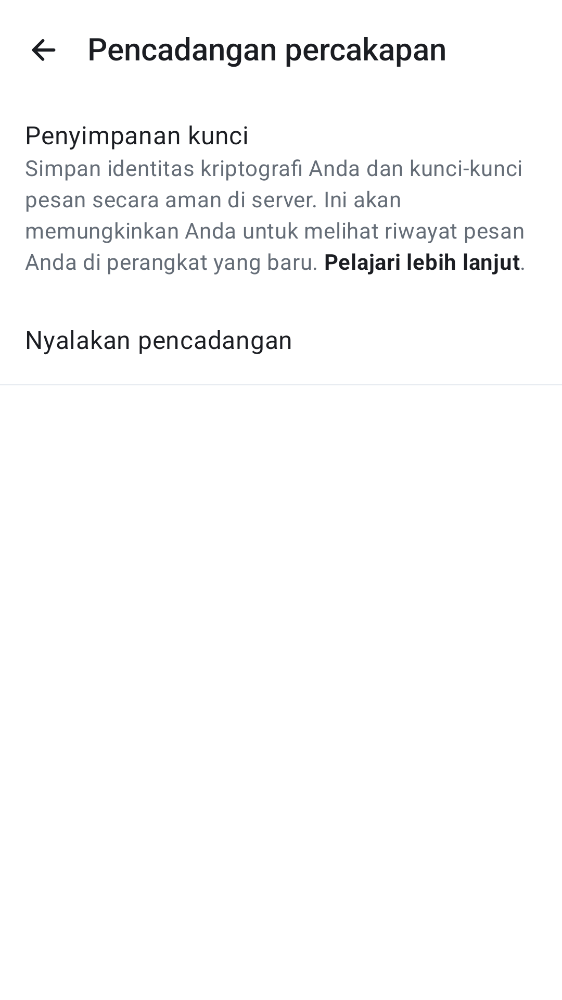 Pencadangan percakapan
Penyimpanan kunci
Simpan identitas kriptografi Anda dan kunci-kunci
pesan secara aman di server. Ini akan
memungkinkan Anda untuk melihat riwayat pesan
Anda di perangkat yang baru. Pelajari lebih lanjut.
Nyalakan pencadangan